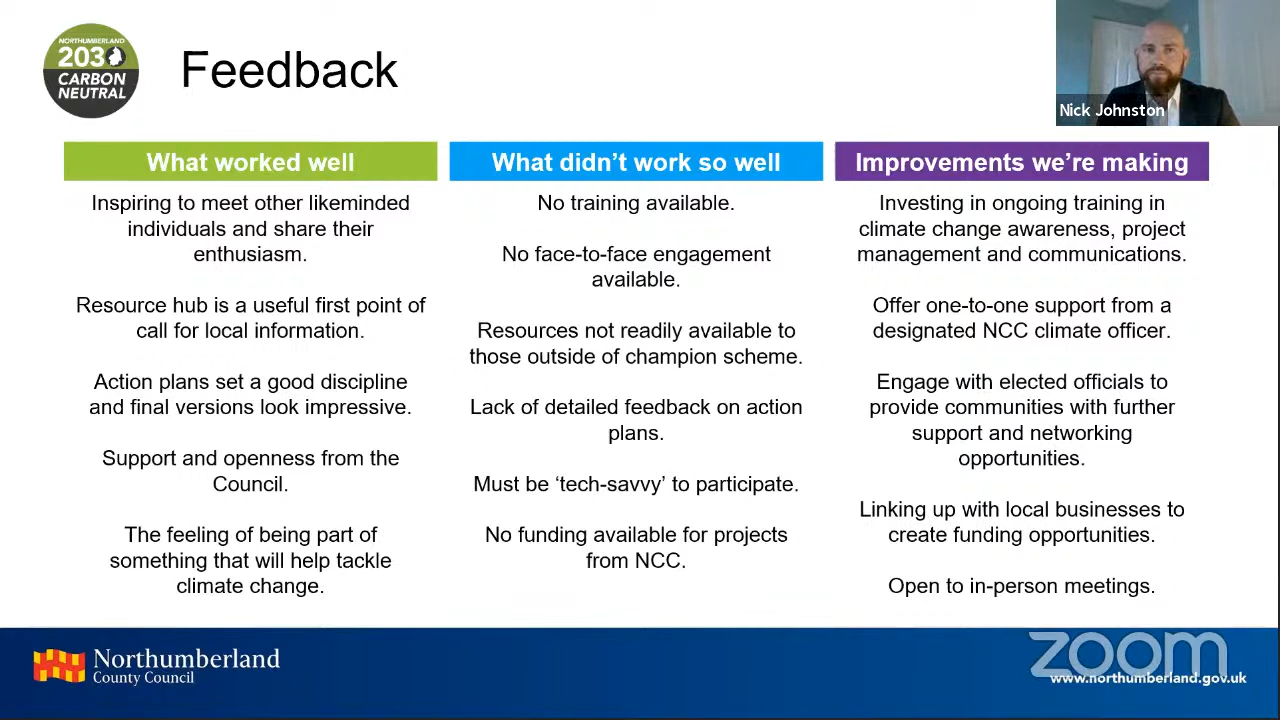 NORTHUMBERLAND
2030
CARBON
NEUTRAL
Feedback
Nick Johnston
What worked well
Inspiring to meet other likeminded
individuals and share their
enthusiasm.
Resource hub is a useful first point of
call for local information.
Action plans set a good discipline
and final versions look impressive.
Support and openness from the
Council.
The feeling of being part of
something that will help tackle
climate change.
What didn’t work so well
No training available.
No face-to-face engagement
available.
Resources not readily available to
those outside of champion scheme.
Lack of detailed feedback on action
plans.
Must be ‘tech-savvy’ to participate.
No funding available for projects
from NCC.
Improvements we’re making
Investing in ongoing training in
climate change awareness, project
management and communications.
Offer one-to-one support from a
designated NCC climate officer.
Engage with elected officials to
provide communities with further
support and networking
opportunities.
Linking up with local businesses to
create funding opportunities.
Open to in-person meetings.
Northumberland
County Council
zoom
www.northumberland.gov.uk